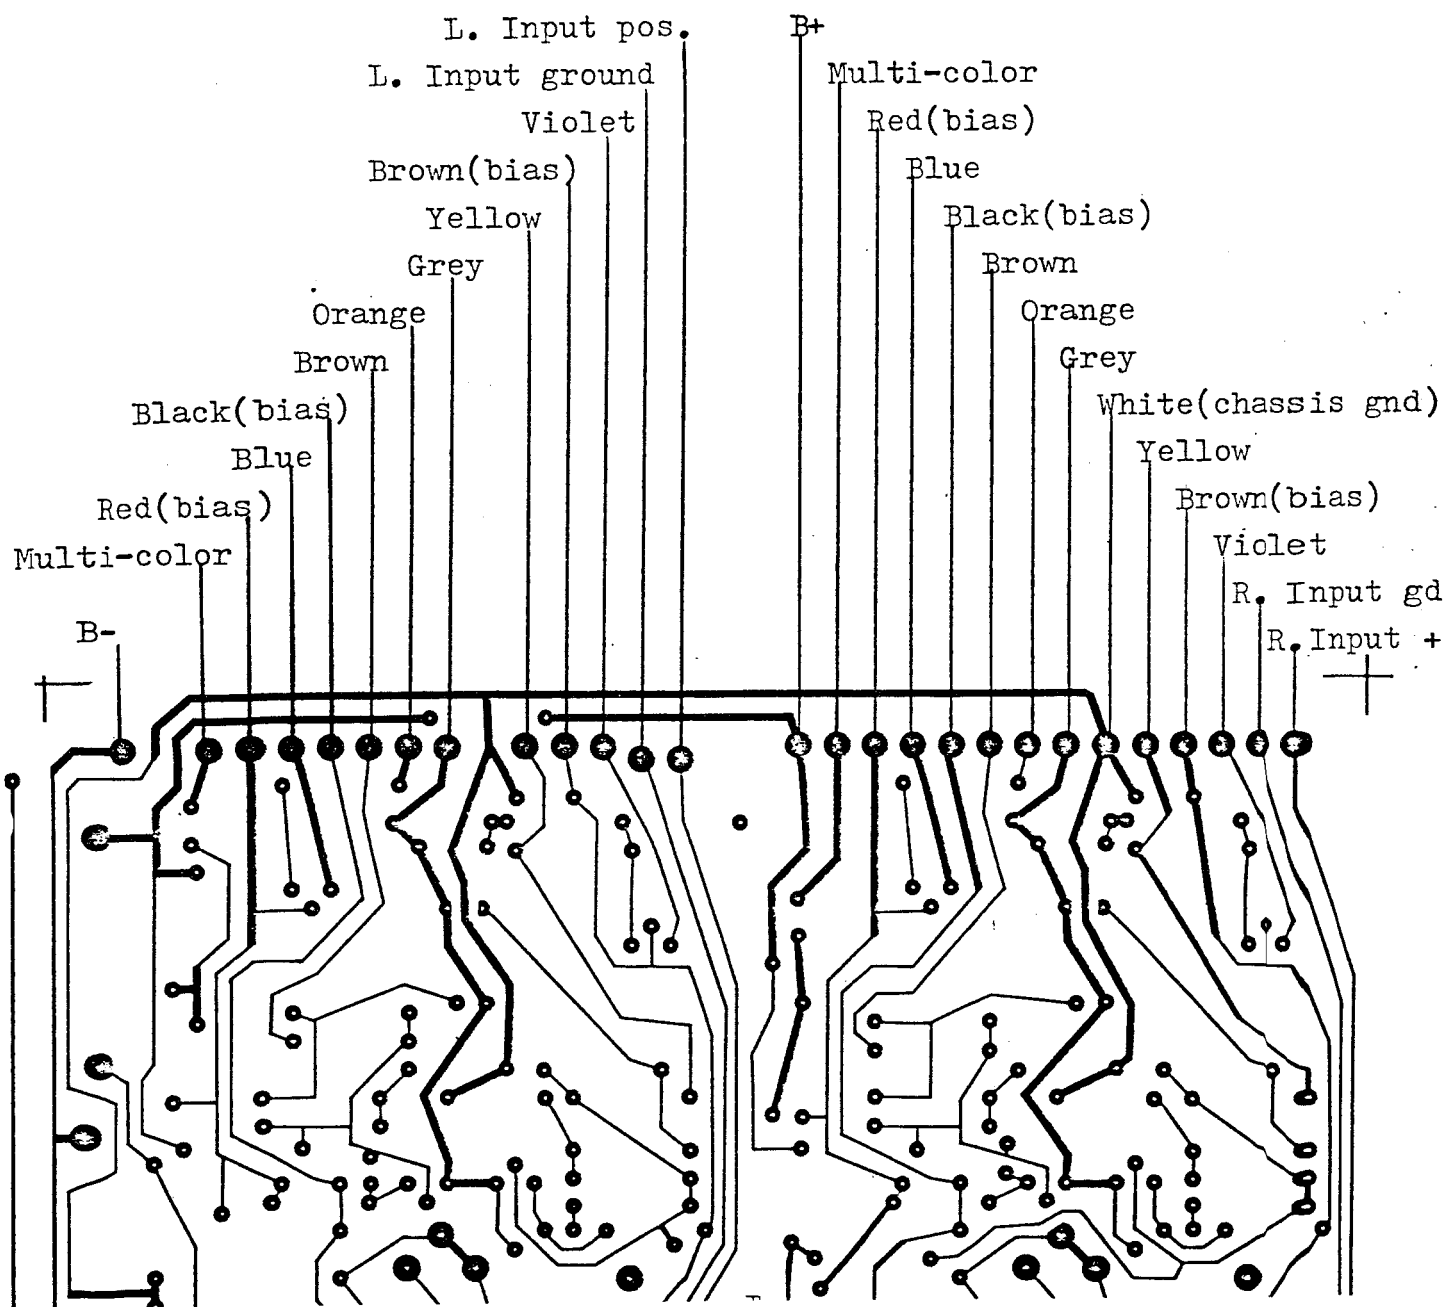 L. Input pos.
L. Input ground
Violet
Brown(bias)
Yellow
Grey
Orange
Brown
Black(bias)
Blue
Red(bias)
Multi-color
B-
B+
Multi-color
Red(bias)
Blue
Black(bias)
Brown
Orange
Grey
White(chassis gnd)
Yellow
Brown(bias)
Violet
R. Input gd
R. Input +